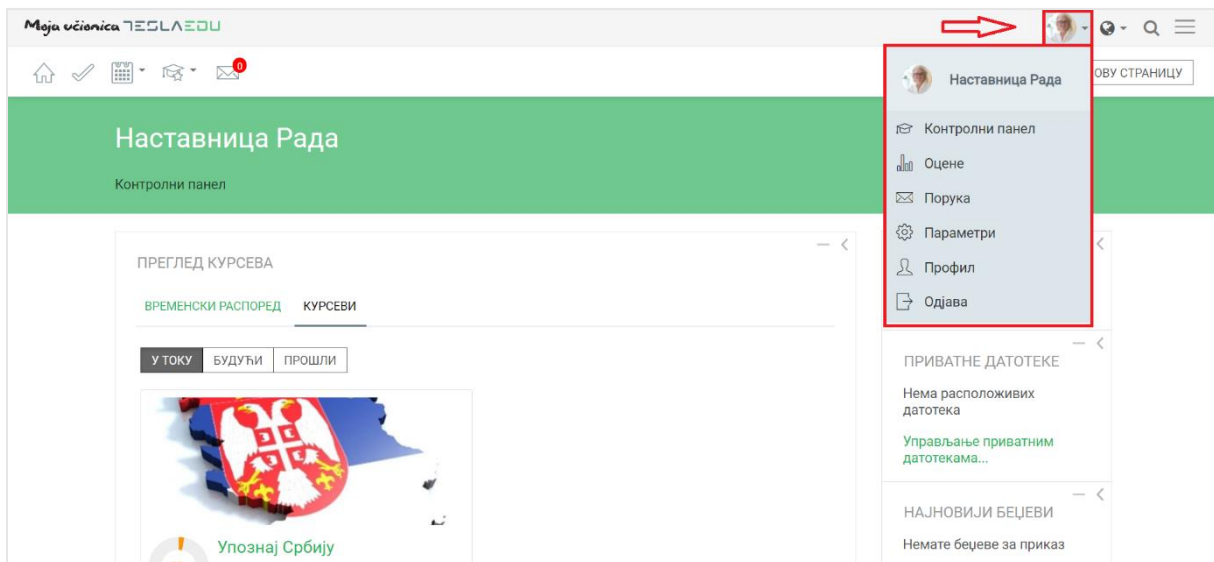 Moja učionica TESLAEDU
0
ОВУ СТРАНИЦУ
Наставница Рада
Контролни панел
Оцене
Порука
Параметри
Профил
Одјава
Наставница Рада
Контролни панел
ПРЕГЛЕД КУРСЕВА
ВРЕМЕНСКИ РАСПОРЕД КУРСЕВИ
У ТОКУ БУДУЋИ ПРОШЛИ
Упознај Србију
ПРИВАТНЕ ДАТОТЕКЕ
Нема расположивих
датотека
Управљање приватним
датотекама...
НАЈНОВИЈИ БЕЏЕВИ
Немате беџеве за приказ